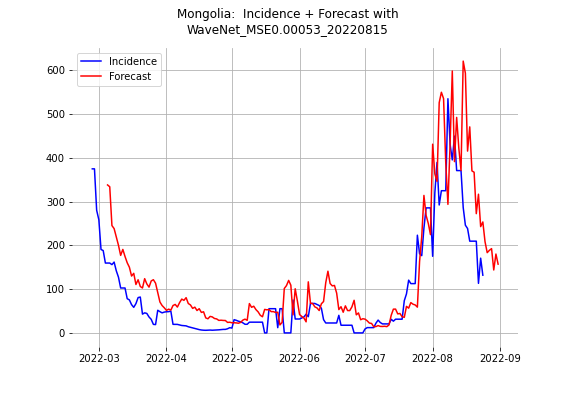 Mongolia:  Incidence + Forecast with
WaveNet_MSE0.00053_20220815
Incidence
Forecast
600
500
400
300
200
100
0
2022-03 2022-04 2022-05 2022-06 2022-07 2022-08 2022-09